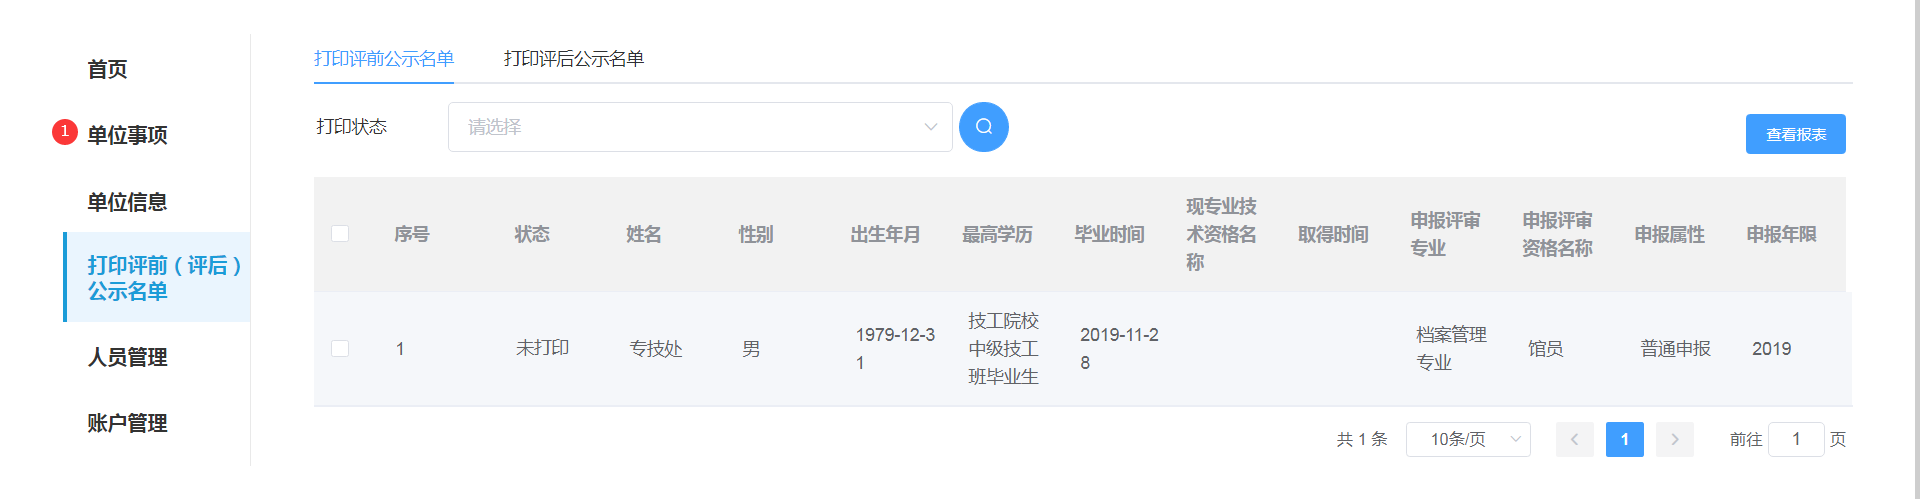 首页
1
单位事项
单位信息
打印评前（评后）
公示名单
人员管理
账户管理
打印评前公示名单 打印评后公示名单
打印状态 请选择
查看报表
序号 状态 姓名 性别 出生年月 最高学历 毕业时间 现专业技术资格名称 取得时间 申报评审专业 申报评审资格名称 申报属性 申报年限
1 未打印 专技处 男 1979-12-31 技工院校中级技工班毕业生 2019-11-28 档案管理专业 馆员 普通申报 2019
共 1 条 10条/页 1 前往 1 页